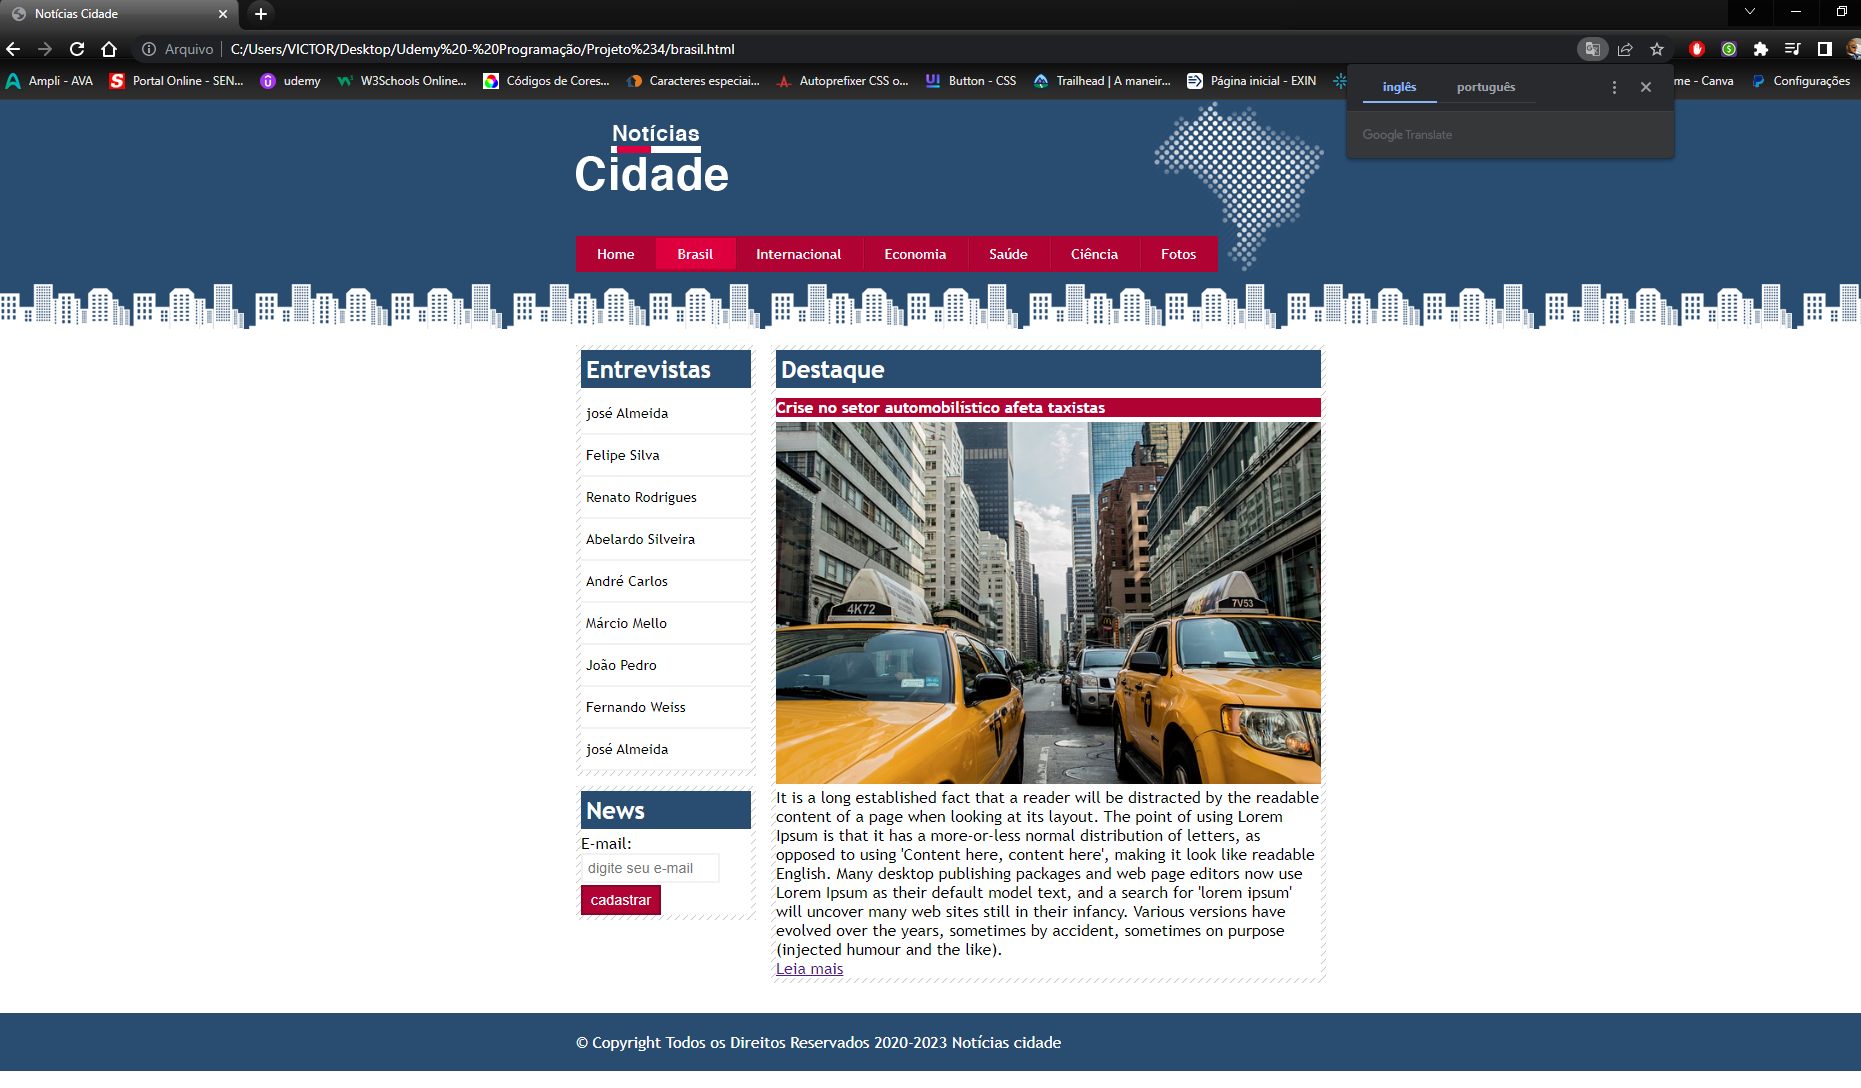 Notícias Cidade
Arquivo | C:/Users/VICTOR/Desktop/Udemy%20-%20Programação/Projeto%234/brasil.html
Ampli - AVA
Portal Online - SEN...
udemy
W3Schools Online...
Códigos de Cores...
Caracteres especiai...
Autoprefixer CSS o...
Button - CSS
Trailhead | A maneir...
Página inicial - EXIN
me - Canva
Configurações
inglês
português
Google Translate
Notícias
Cidade
Home
Brasil
Internacional
Economia
Saúde
Ciência
Fotos
Entrevistas
josé Almeida
Felipe Silva
Renato Rodrigues
Abelardo Silveira
André Carlos
Márcio Mello
João Pedro
Fernando Weiss
josé Almeida
News
E-mail:
digite seu e-mail
cadastrar
Destaque
Crise no setor automobilístico afeta taxistas
4K72
7V53
It is a long established fact that a reader will be distracted by the readable
content of a page when looking at its layout. The point of using Lorem
Ipsum is that it has a more-or-less normal distribution of letters, as
opposed to using 'Content here, content here', making it look like readable
English. Many desktop publishing packages and web page editors now use
Lorem Ipsum as their default model text, and a search for 'lorem ipsum'
will uncover many web sites still in their infancy. Various versions have
evolved over the years, sometimes by accident, sometimes on purpose
(injected humour and the like).
Leia mais
© Copyright Todos os Direitos Reservados 2020-2023 Notícias cidade